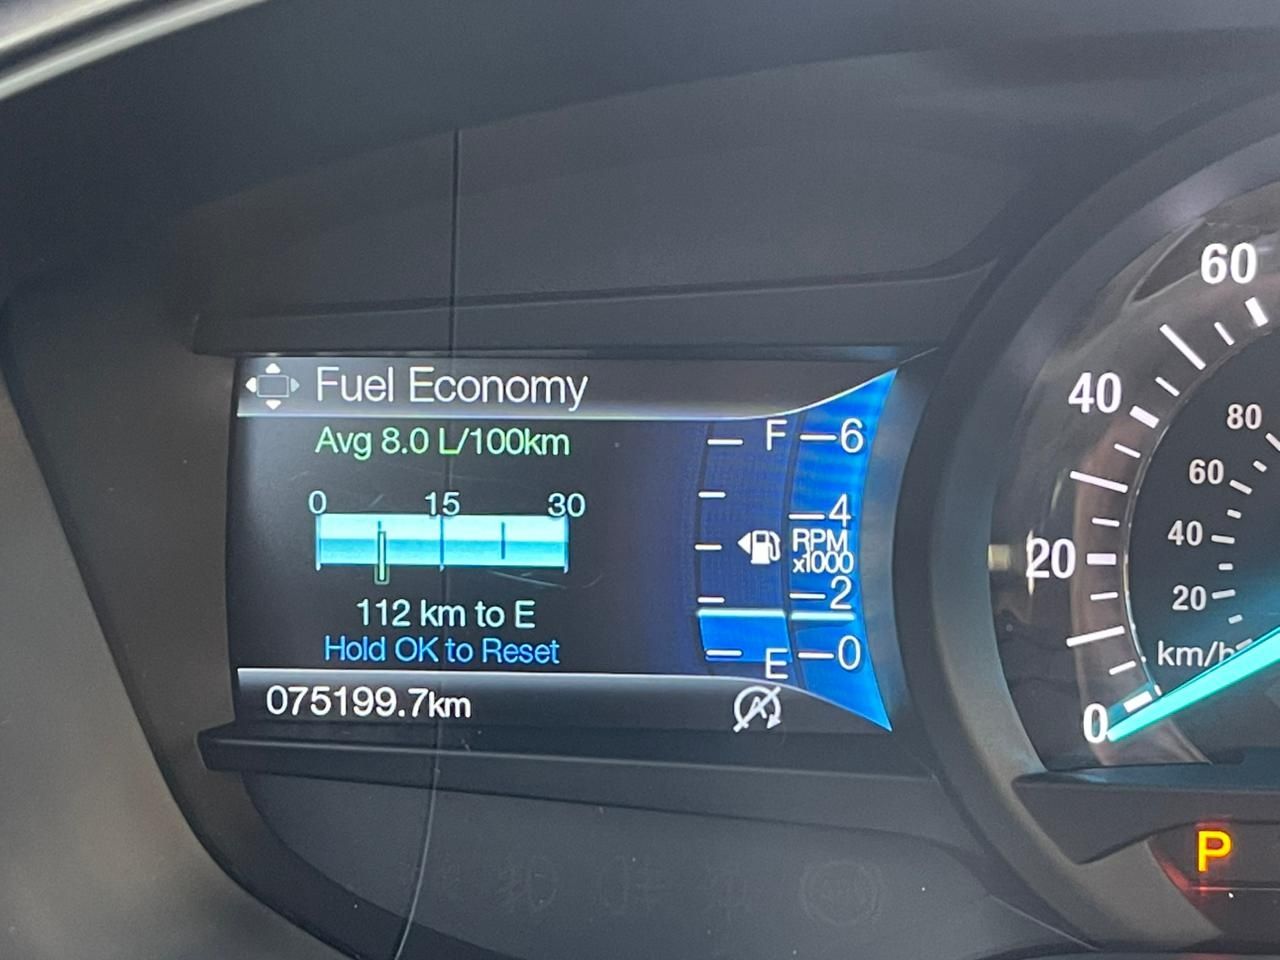 Fuel Economy
Avg 8.0 L/100km
0 15 30
112 km to E
Hold OK to Reset
075199.7km
F
E
6
4
RPM
x1000
2
0
A
60
40
20
0
80
60
40
20
km/h
P